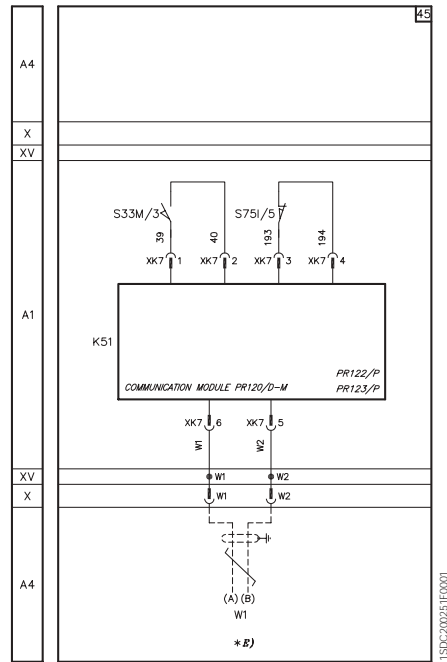 45
A4
X
XV
S33M/3
S75I/5
39
40
193
194
XK7 1
XK7 2
XK7 3
XK7 4
A1
K51
PR122/P
COMMUNICATION MODULE PR120/D-M
PR123/P
XK7 6
XK7 5
W1
W2
XV
W1
W2
X
W1
W2
A4
(A) (B)
W1
*E)
1SDC200251F0001